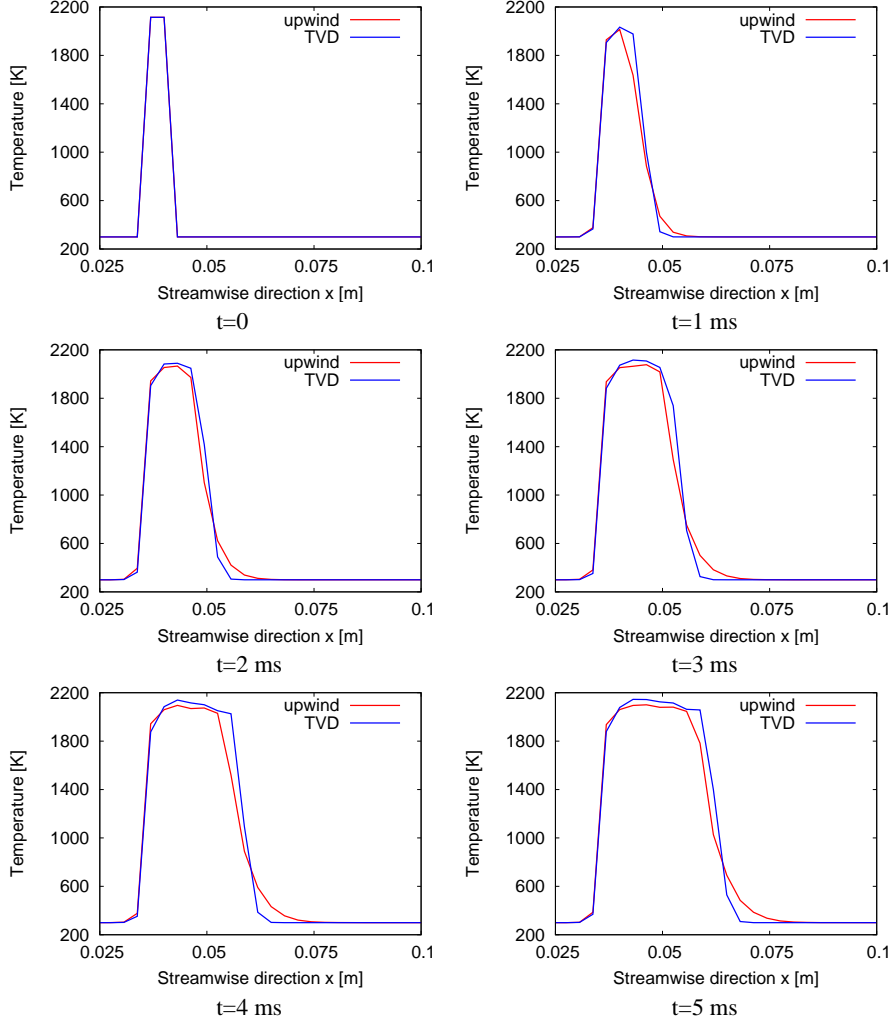 2200
1800
1400
1000
600
200
Temperature [K]
upwind
TVD
0.025 0.05 0.075 0.1
Streamwise direction x [m]
t=0
2200
1800
1400
1000
600
200
Temperature [K]
upwind
TVD
0.025 0.05 0.075 0.1
Streamwise direction x [m]
t=1 ms
2200
1800
1400
1000
600
200
Temperature [K]
upwind
TVD
0.025 0.05 0.075 0.1
Streamwise direction x [m]
t=2 ms
2200
1800
1400
1000
600
200
Temperature [K]
upwind
TVD
0.025 0.05 0.075 0.1
Streamwise direction x [m]
t=3 ms
2200
1800
1400
1000
600
200
Temperature [K]
upwind
TVD
0.025 0.05 0.075 0.1
Streamwise direction x [m]
t=4 ms
2200
1800
1400
1000
600
200
Temperature [K]
upwind
TVD
0.025 0.05 0.075 0.1
Streamwise direction x [m]
t=5 ms